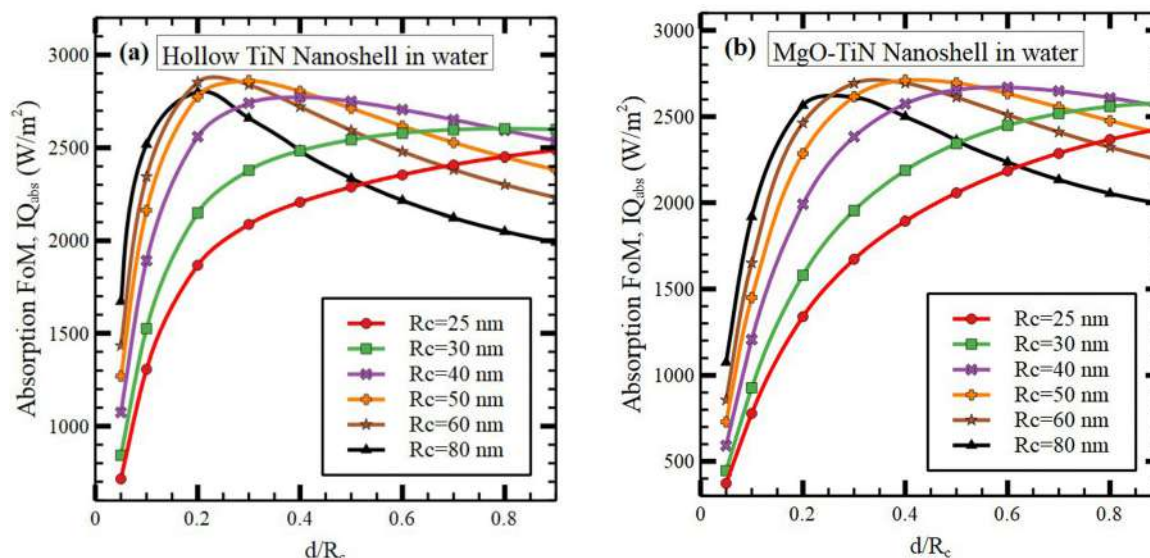 (a) Hollow TiN Nanoshell in water
Absorption FoM, IQabs (W/m²)
3000
2500
2000
1500
1000
0
0.2
0.4
0.6
0.8
d/Rc
Rc=25 nm
Rc=30 nm
Rc=40 nm
Rc=50 nm
Rc=60 nm
Rc=80 nm
(b) MgO-TiN Nanoshell in water
Absorption FoM, IQabs (W/m²)
3000
2500
2000
1500
1000
500
0
0.2
0.4
0.6
0.8
d/Rc
Rc=25 nm
Rc=30 nm
Rc=40 nm
Rc=50 nm
Rc=60 nm
Rc=80 nm